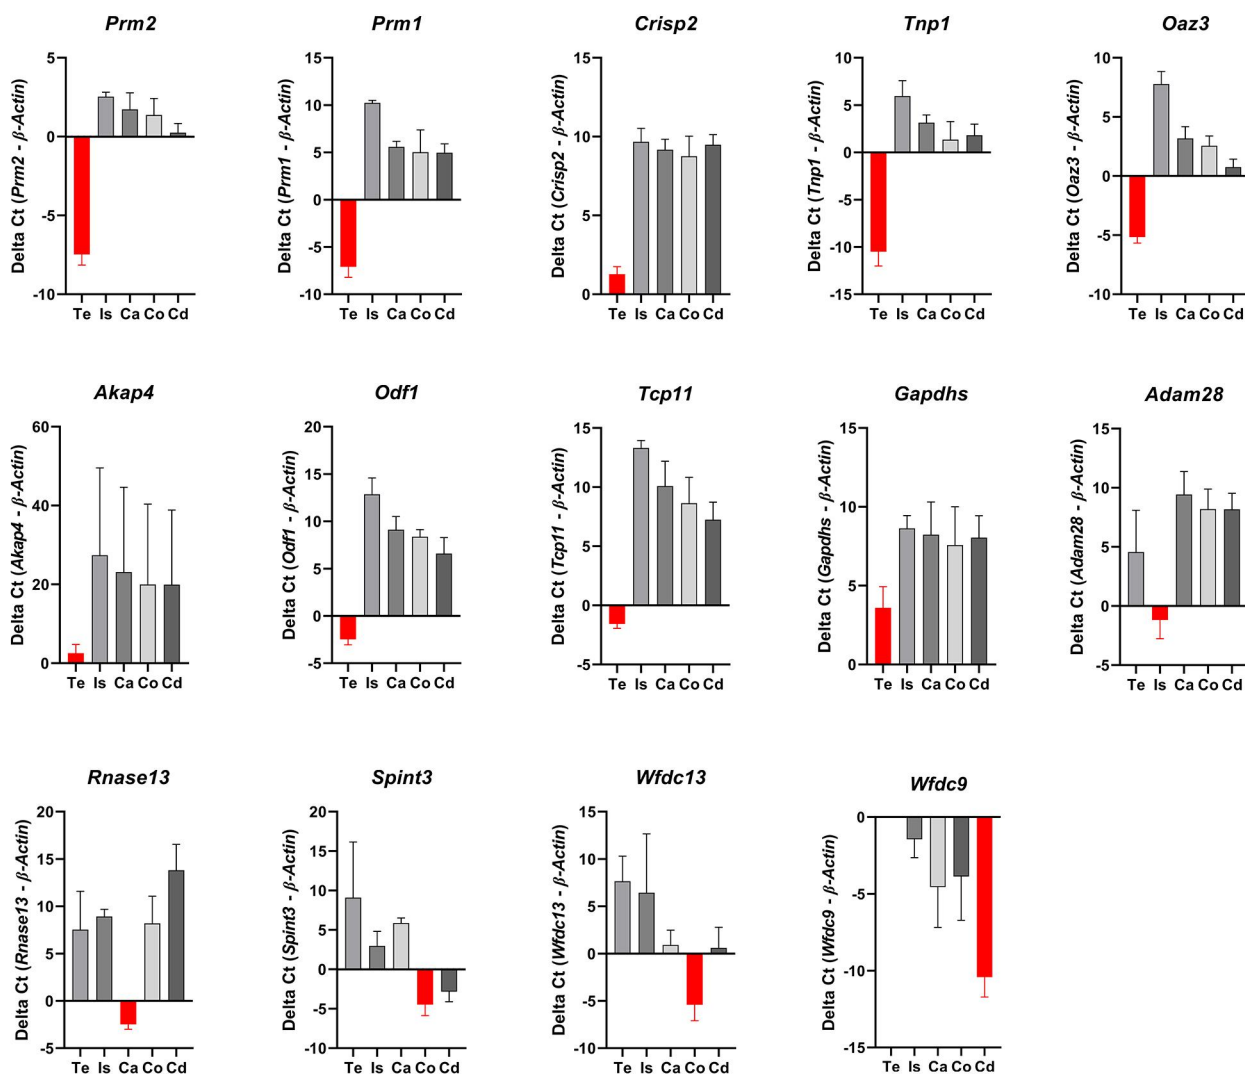 Prm2
Delta Ct (Prm2 - β-Actin)
5
0
-5
-10
Te Is Ca Co Cd
Prm1
Delta Ct (Prm1 - β-Actin)
15
10
5
0
-5
-10
Te Is Ca Co Cd
Crisp2
Delta Ct (Crisp2 - β-Actin)
15
10
5
0
Te Is Ca Co Cd
Tnp1
Delta Ct (Tnp1 - β-Actin)
10
5
0
-5
-10
-15
Te Is Ca Co Cd
Oaz3
Delta Ct (Oaz3 - β-Actin)
10
5
0
-5
-10
Te Is Ca Co Cd
Akap4
Delta Ct (Akap4 - β-Actin)
60
40
20
0
Te Is Ca Co Cd
Odf1
Delta Ct (Odf1 - β-Actin)
20
15
10
5
0
-5
Te Is Ca Co Cd
Tcp11
Delta Ct (Tcp11 - β-Actin)
15
10
5
0
-5
Te Is Ca Co Cd
Gapdhs
Delta Ct (Gapdhs - β-Actin)
15
10
5
0
Te Is Ca Co Cd
Adam28
Delta Ct (Adam28 - β-Actin)
15
10
5
0
-5
Te Is Ca Co Cd
Rnase13
Delta Ct (Rnase13 - β-Actin)
20
15
10
5
0
-5
Te Is Ca Co Cd
Spint3
Delta Ct (Spint3 - β-Actin)
20
15
10
5
0
-5
-10
Te Is Ca Co Cd
Wfdc13
Delta Ct (Wfdc13 - β-Actin)
15
10
5
0
-5
-10
Te Is Ca Co Cd
Wfdc9
Delta Ct (Wfdc9 - β-Actin)
0
-5
-10
-15
Te Is Ca Co Cd